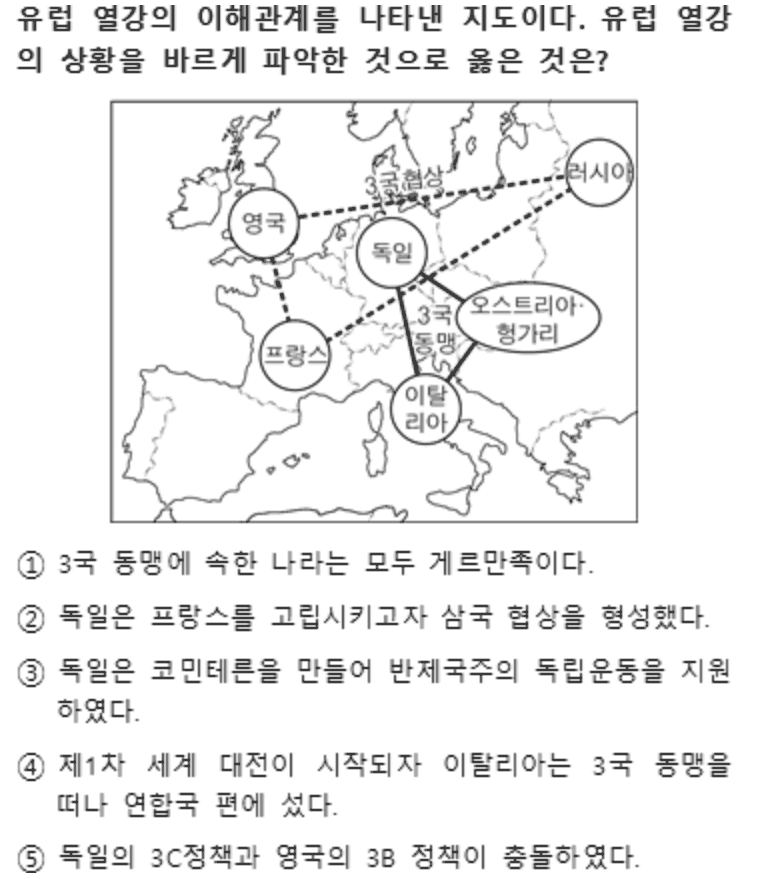 유럽 열강의 이해관계를 나타낸 지도이다. 유럽 열강
의 상황을 바르게 파악한 것으로 옳은 것은?
러시아
3국협상
영국
독일
오스트리아·
헝가리
3국
동맹
프랑스
이탈
리아
① 3국 동맹에 속한 나라는 모두 게르만족이다.
② 독일은 프랑스를 고립시키고자 삼국 협상을 형성했다.
③ 독일은 코민테른을 만들어 반제국주의 독립운동을 지원
하였다.
④ 제1차 세계 대전이 시작되자 이탈리아는 3국 동맹을
떠나 연합국 편에 섰다.
⑤ 독일의 3C정책과 영국의 3B 정책이 충돌하였다.